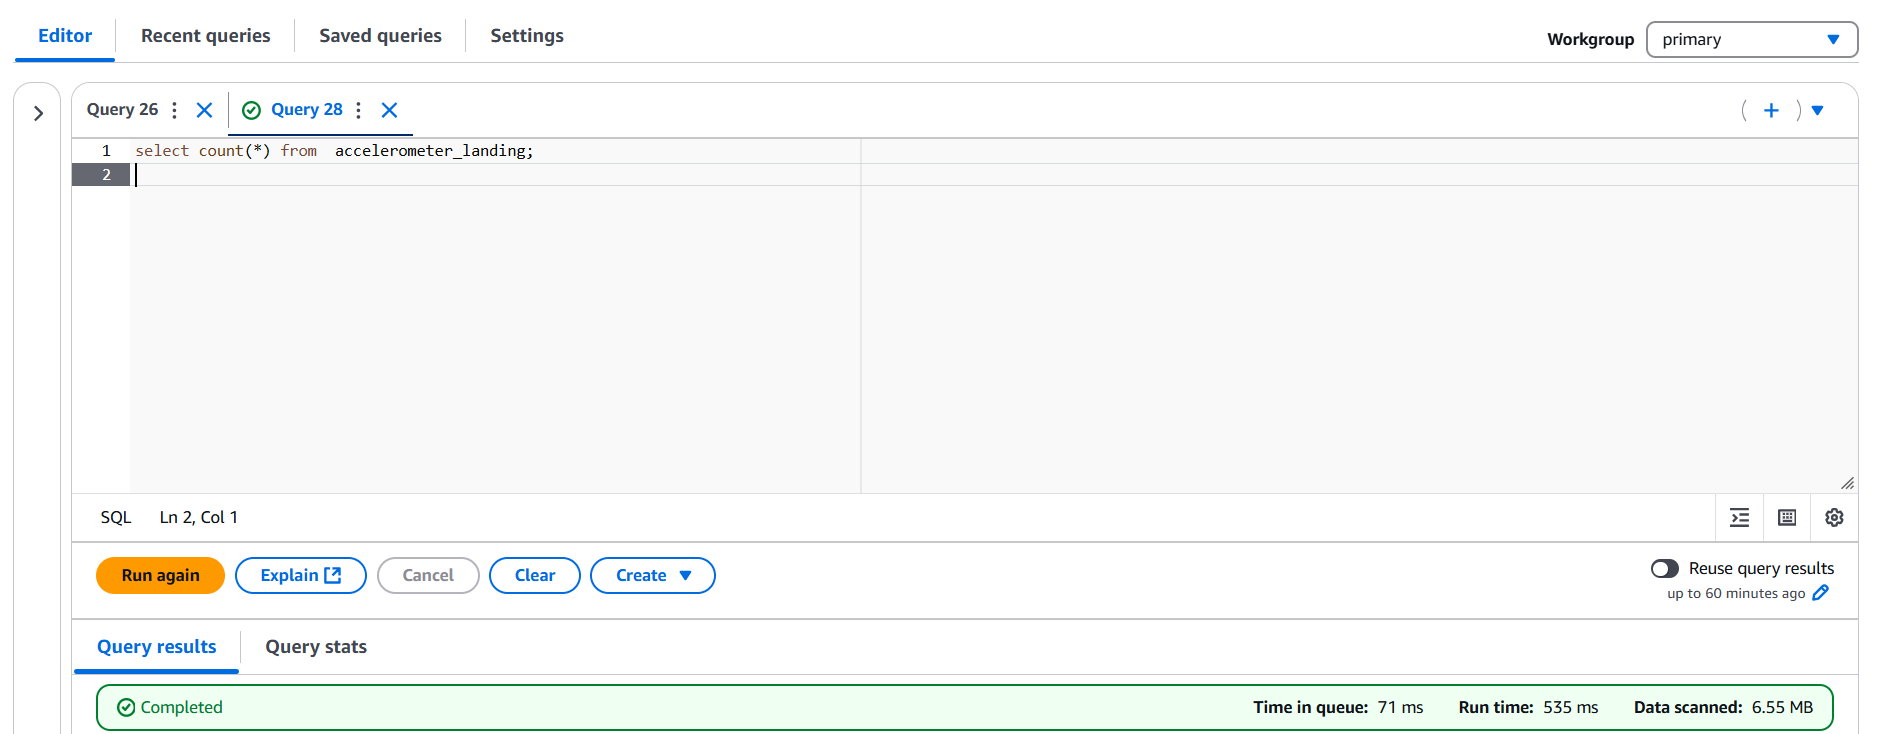 Editor Recent queries Saved queries Settings Workgroup primary
Query 26 Query 28
1 select count(*) from  accelerometer_landing;
2
SQL Ln 2, Col 1
Run again Explain Cancel Clear Create Reuse query results
up to 60 minutes ago
Query results Query stats
Completed Time in queue: 71 ms Run time: 535 ms Data scanned: 6.55 MB